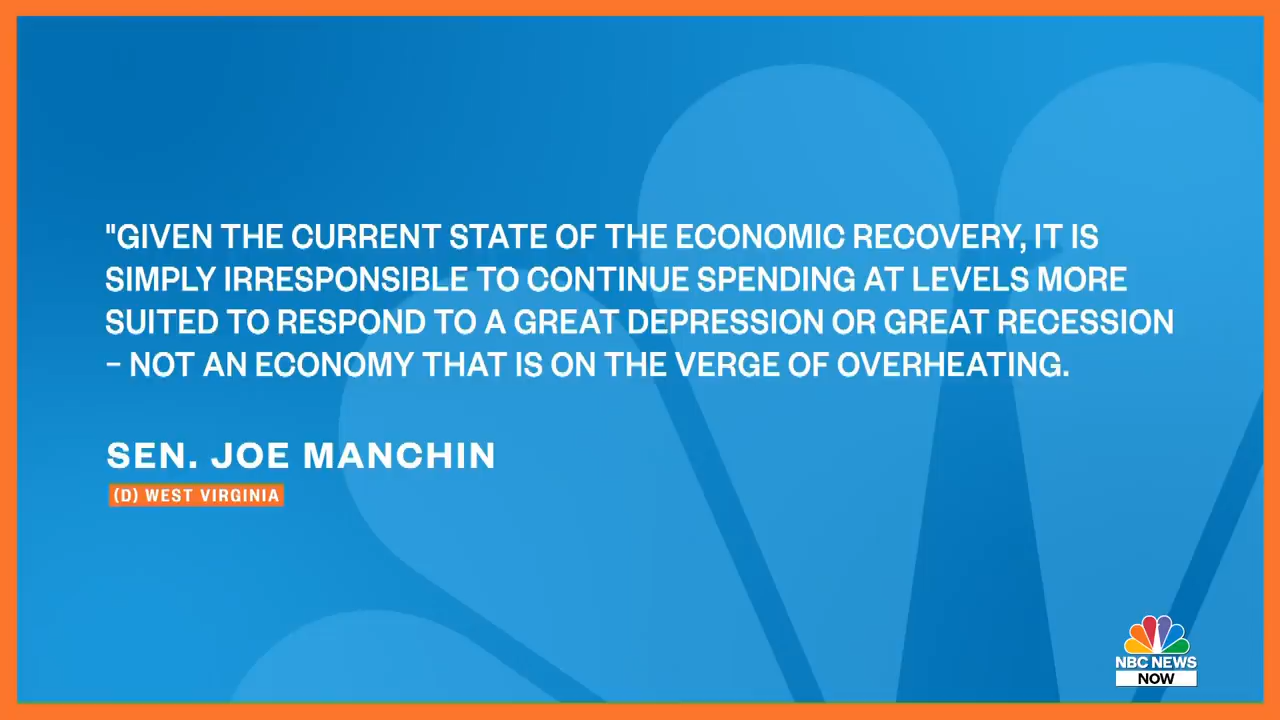 "GIVEN THE CURRENT STATE OF THE ECONOMIC RECOVERY, IT IS
SIMPLY IRRESPONSIBLE TO CONTINUE SPENDING AT LEVELS MORE
SUITED TO RESPOND TO A GREAT DEPRESSION OR GREAT RECESSION
– NOT AN ECONOMY THAT IS ON THE VERGE OF OVERHEATING.
SEN. JOE MANCHIN
(D) WEST VIRGINIA
NBC NEWS
NOW